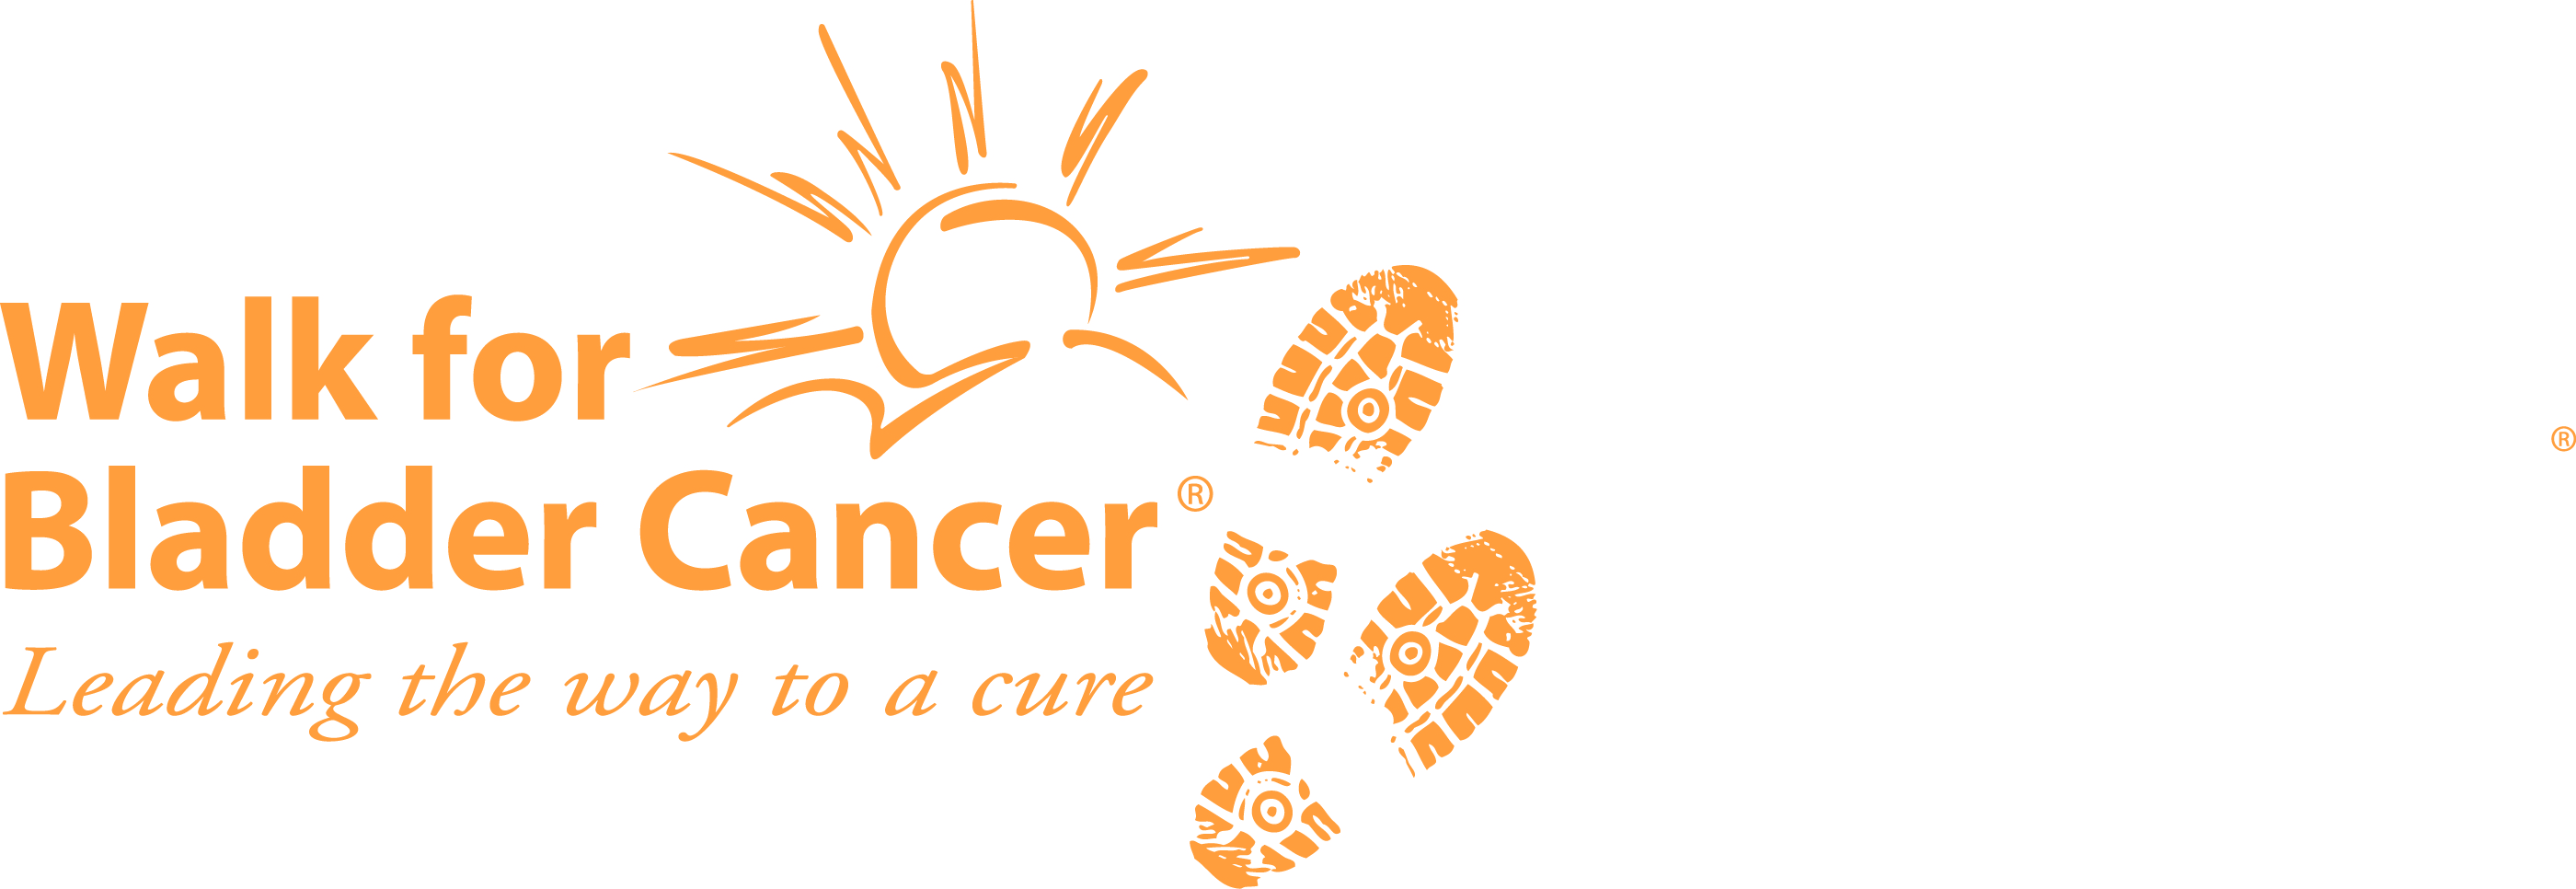 Walk for
Bladder Cancer®
Leading the way to a cure
®